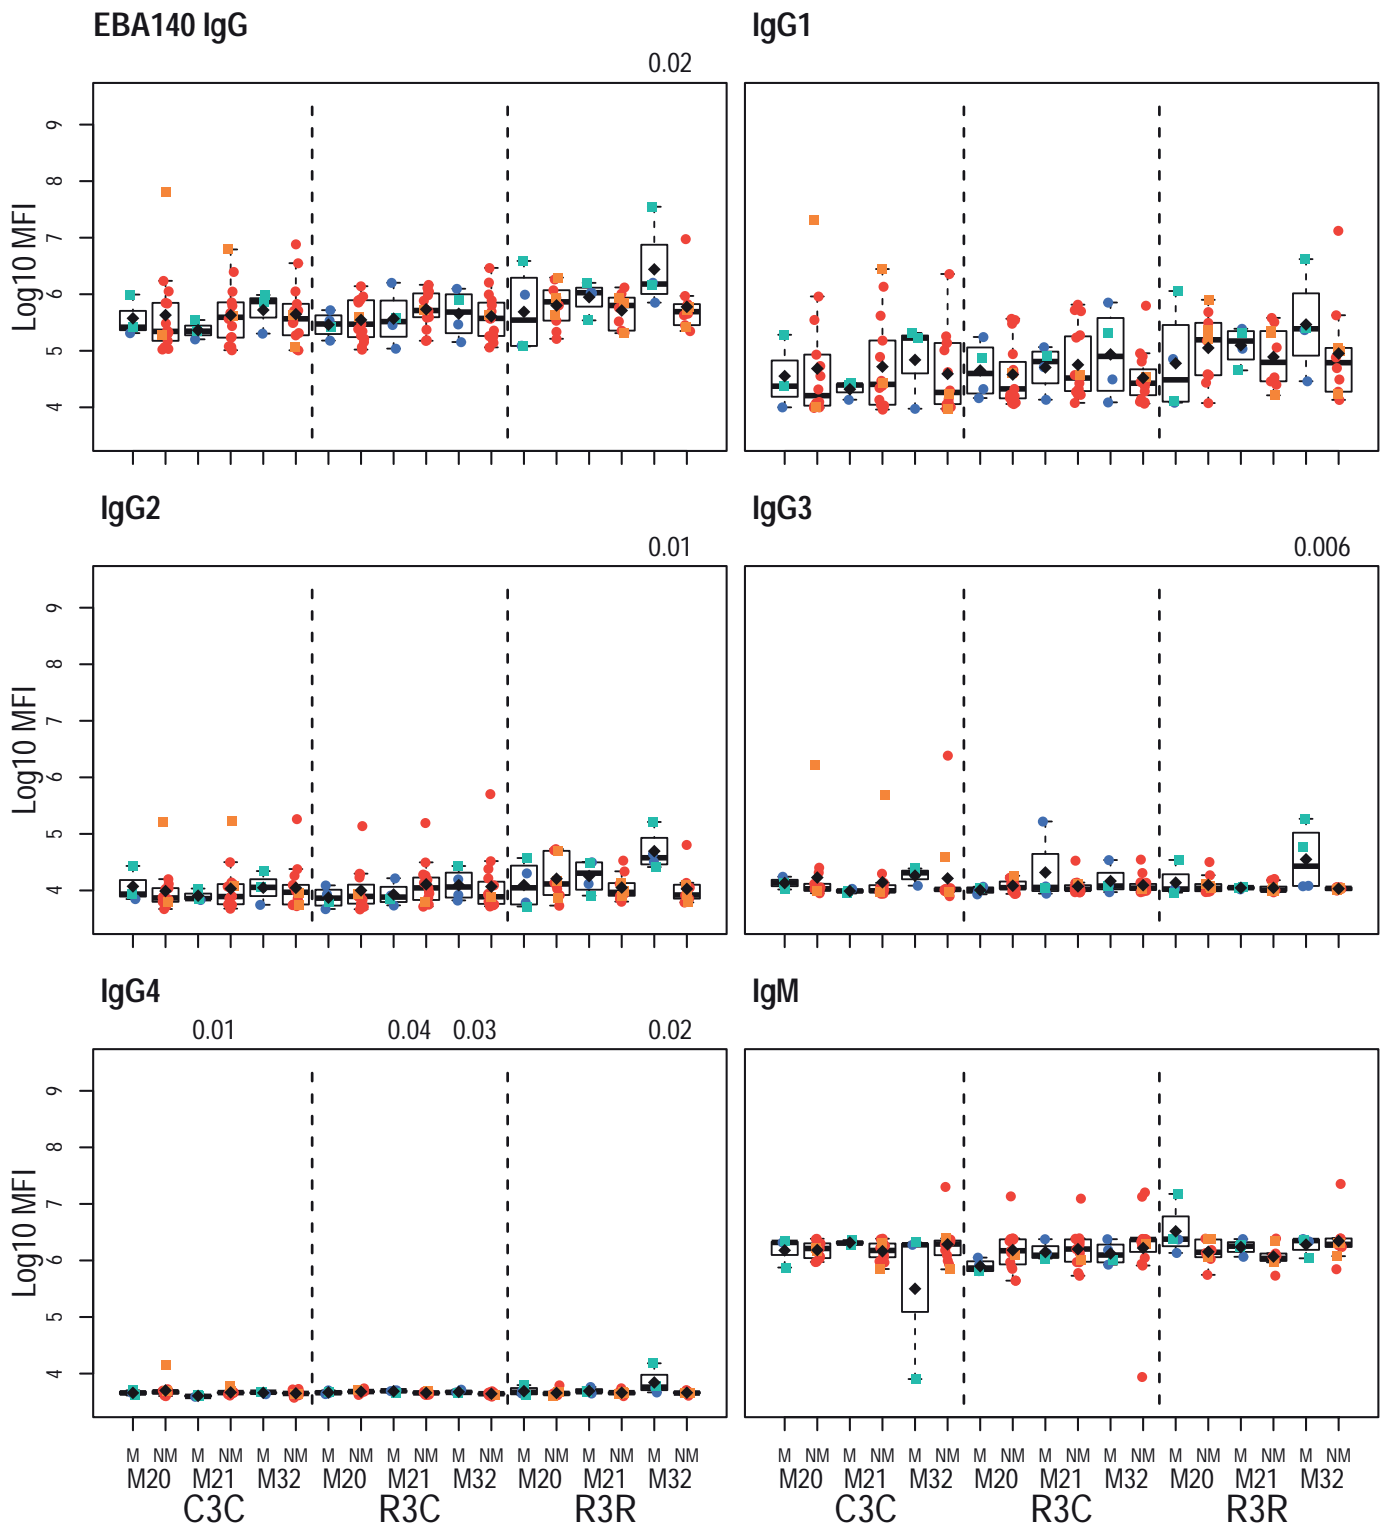 EBA140 IgG
IgG1
0.02
Log10 MFI
9
8
7
6
5
4
IgG2
IgG3
0.01
0.006
Log10 MFI
9
8
7
6
5
4
IgG4
IgM
0.01 0.04 0.03 0.02
Log10 MFI
9
8
7
6
5
4
M NM M NM M NM M NM M NM M NM M NM M NM M NM
M20 M21 M32 M20 M21 M32 M20 M21 M32
C3C R3C R3R
M NM M NM M NM M NM M NM M NM M NM M NM M NM
M20 M21 M32 M20 M21 M32 M20 M21 M32
C3C R3C R3R